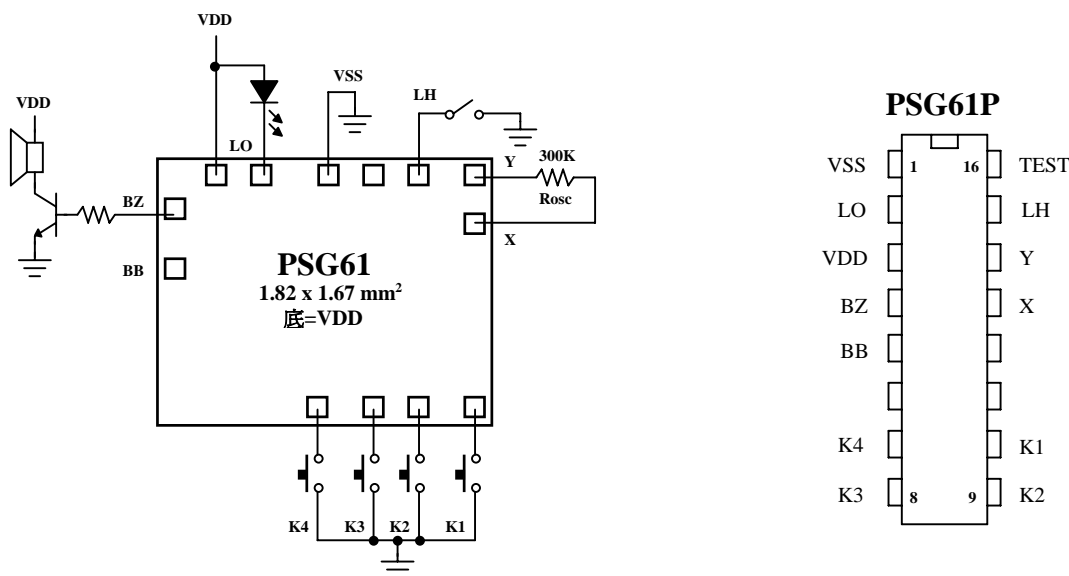 VDD
VSS
LH
VDD
LO
Y
300K
Rosc
X
BZ
BB
PSG61
1.82 x 1.67 mm²
底=VDD
K4
K3
K2
K1
PSG61P
VSS 1 16 TEST
LO LH
VDD Y
BZ X
BB
K4 K1
K3 8 9 K2